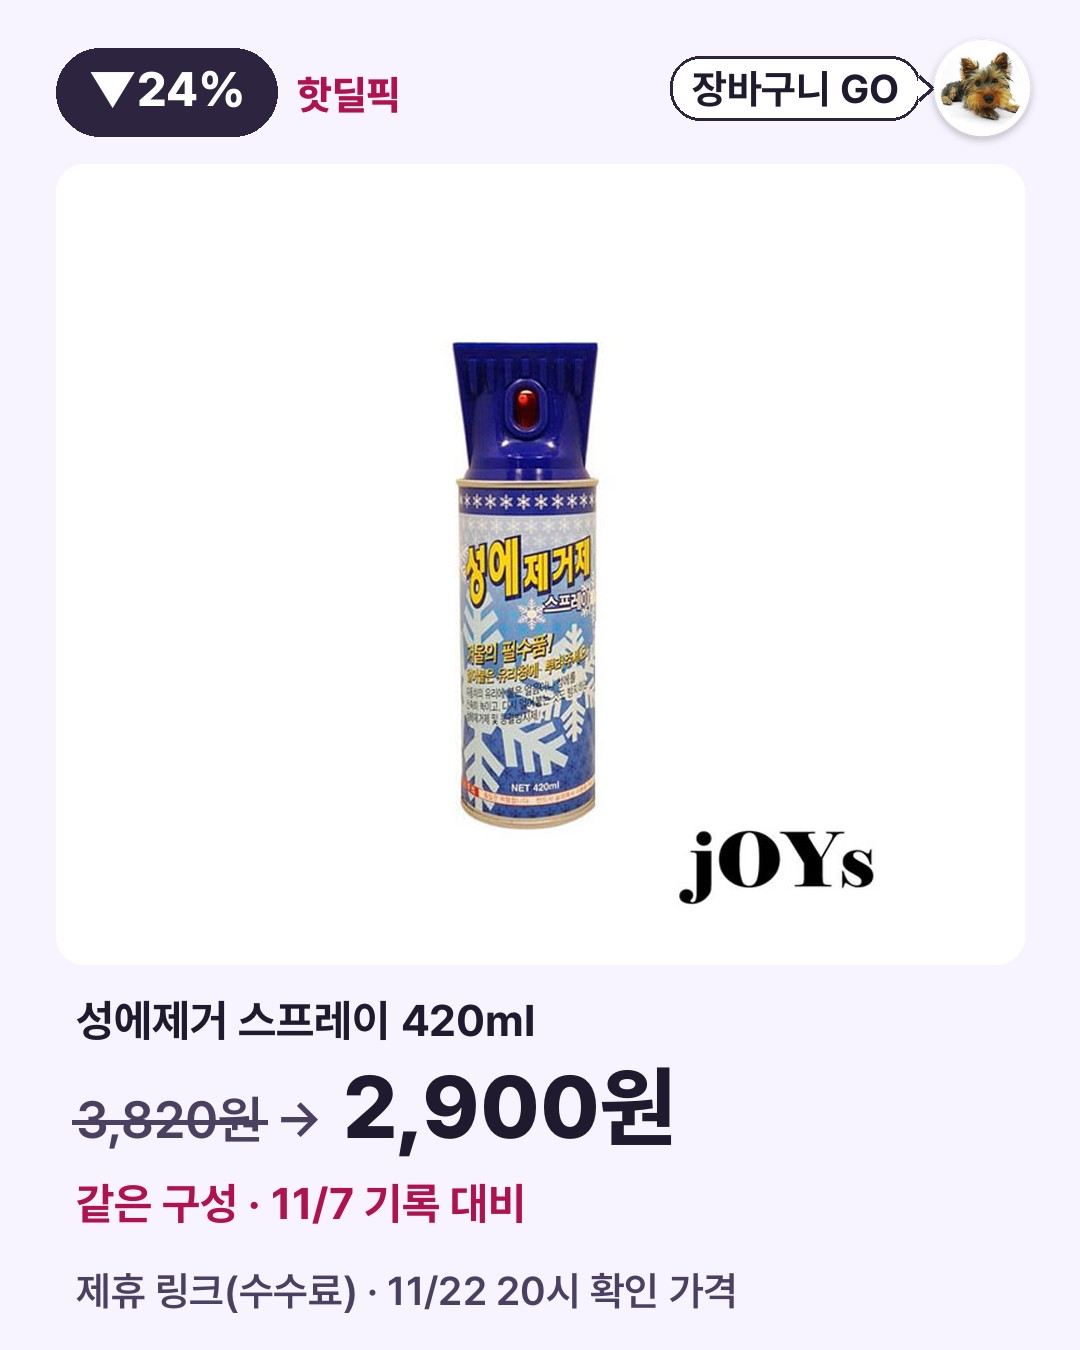 ▼24%
핫딜픽
장바구니 GO
성에제거제
스프레이
겨울의 필수품!
NET 420ml
jOYs
성에제거 스프레이 420ml
3,820원 → 2,900원
같은 구성 · 11/7 기록 대비
제휴 링크(수수료) · 11/22 20시 확인 가격